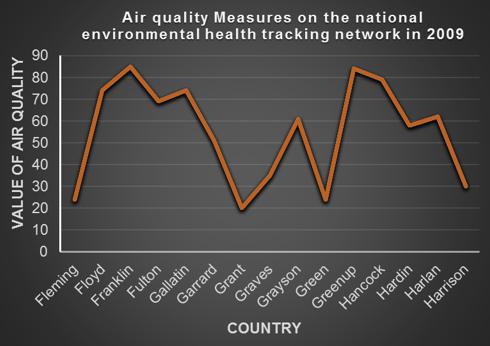 Air quality Measures on the national
environmental health tracking network in 2009
VALUE OF AIR QUALITY
90
80
70
60
50
40
30
20
10
0
Fleming
Floyd
Franklin
Fulton
Gallatin
Garrard
Grant
Graves
Grayson
Green
Greenup
Hancock
Hardin
Harlan
Harrison
COUNTRY